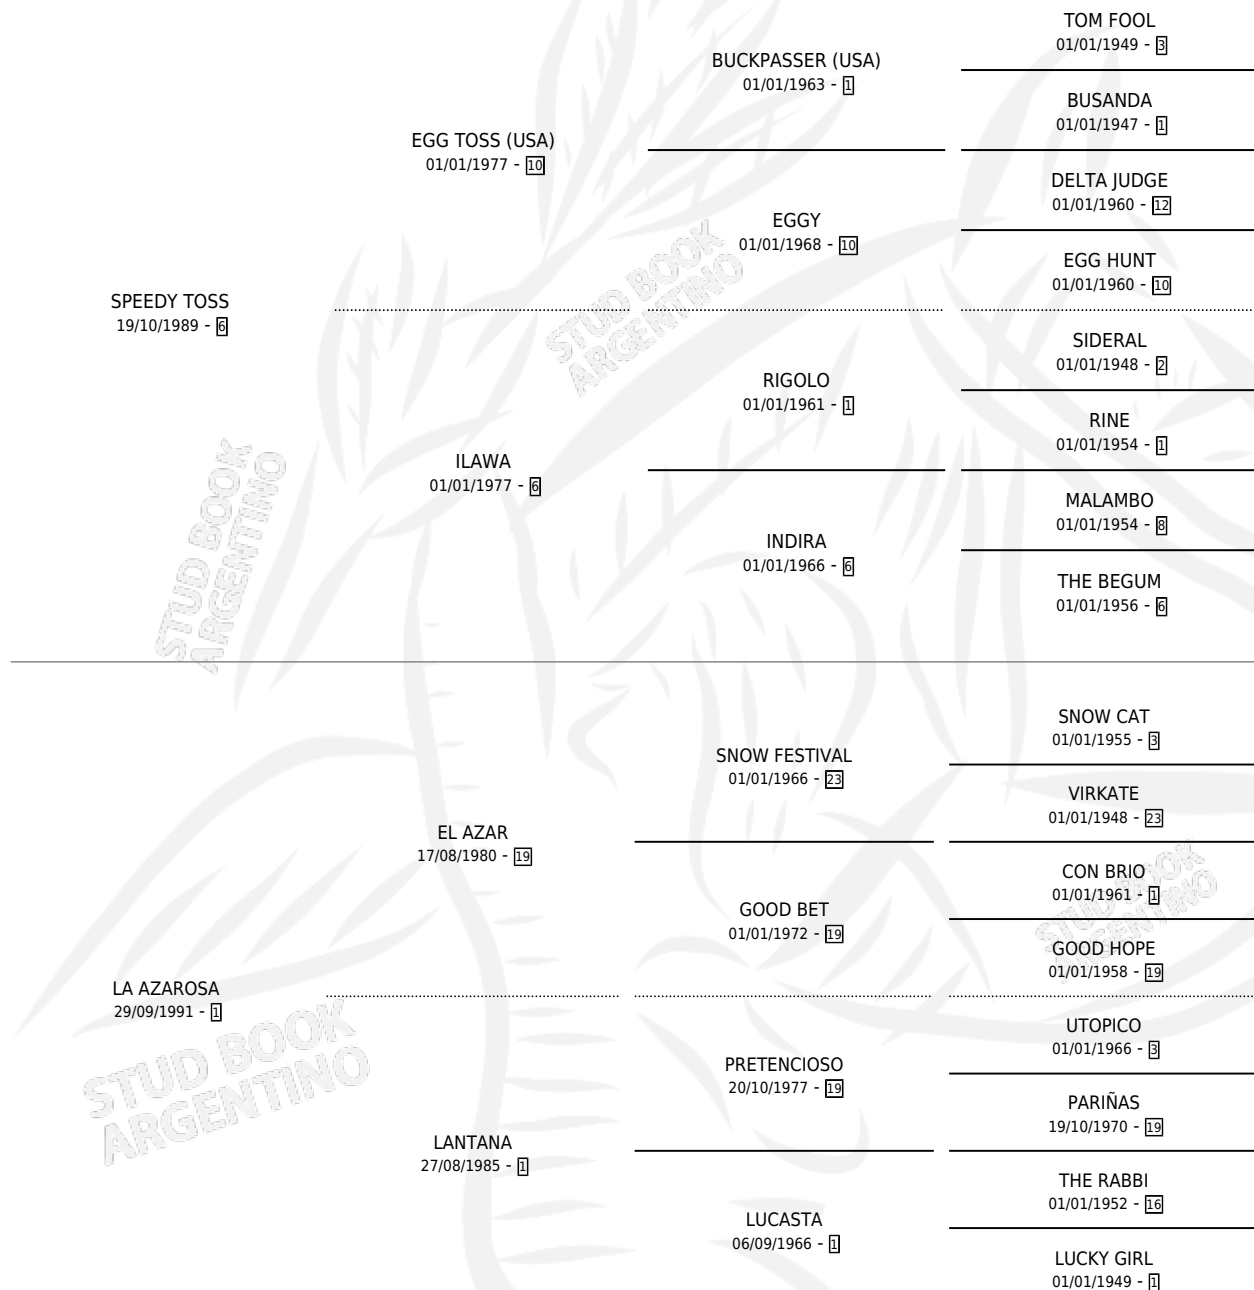 TOM FOOL
01/01/1949 - 3
BUCKPASSER (USA)
01/01/1963 - 1
BUSANDA
01/01/1947 - 1
EGG TOSS (USA)
01/01/1977 - 10
DELTA JUDGE
01/01/1960 - 12
EGGY
01/01/1968 - 10
EGG HUNT
01/01/1960 - 10
SPEEDY TOSS
19/10/1989 - 6
STUD BOOK
ARGENTINO
SIDERAL
01/01/1948 - 2
RIGOLO
01/01/1961 - 1
RINE
01/01/1954 - 1
ILAWA
01/01/1977 - 6
MALAMBO
01/01/1954 - 8
INDIRA
01/01/1966 - 6
THE BEGUM
01/01/1956 - 6
STUD BOOK
ARGENTINO
SNOW CAT
01/01/1955 - 3
SNOW FESTIVAL
01/01/1966 - 23
VIRKATE
01/01/1948 - 23
EL AZAR
17/08/1980 - 19
CON BRIO
01/01/1961 - 1
GOOD BET
01/01/1972 - 19
STUD BOOK
ARGENTINO
GOOD HOPE
01/01/1958 - 19
LA AZAROSA
29/09/1991 - 1
STUD BOOK
ARGENTINO
UTOPICO
01/01/1966 - 3
PRETENCIOSO
20/10/1977 - 19
PARIÑAS
19/10/1970 - 19
LANTANA
27/08/1985 - 1
THE RABBI
01/01/1952 - 16
LUCASTA
06/09/1966 - 1
LUCKY GIRL
01/01/1949 - 1